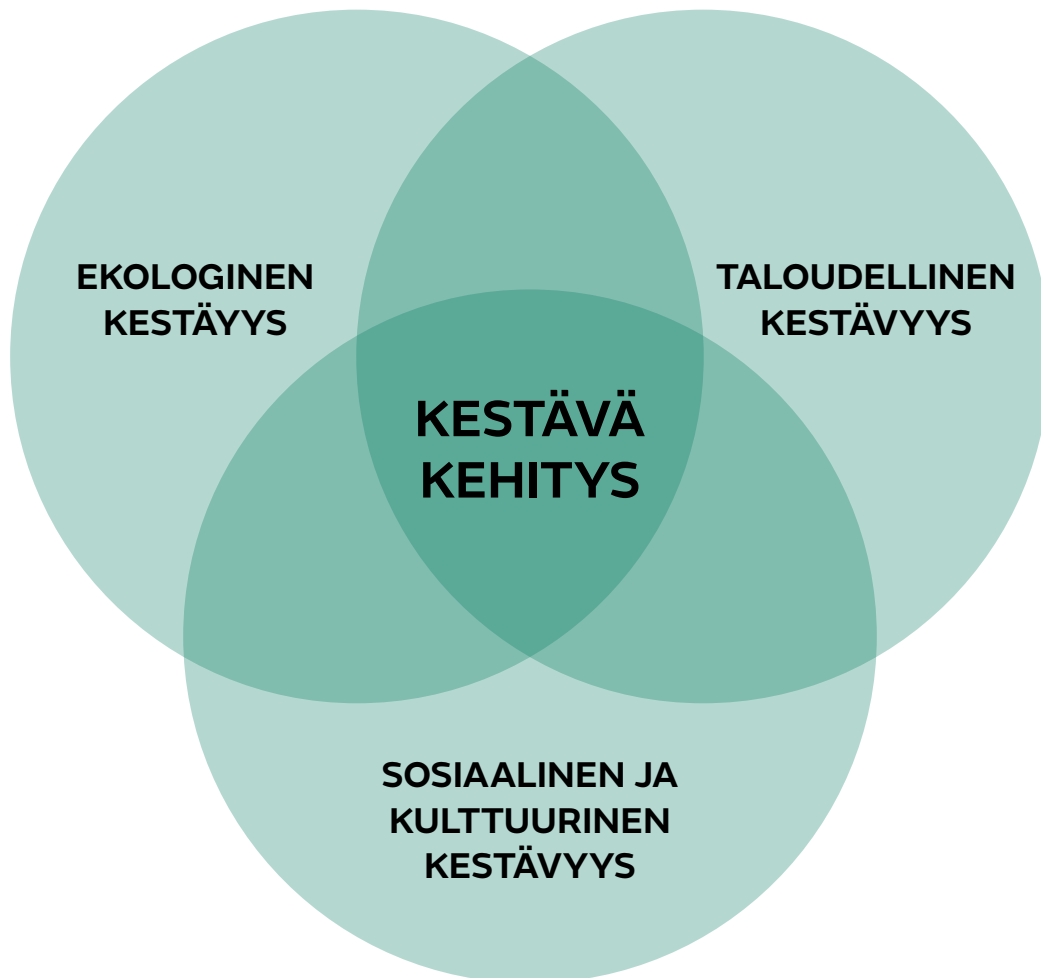 EKOLOGINEN
KESTÄYYS
TALOUDELLINEN
KESTÄVYYS
KESTÄVÄ
KEHITYS
SOSIAALINEN JA
KULTTUURINEN
KESTÄVYYS